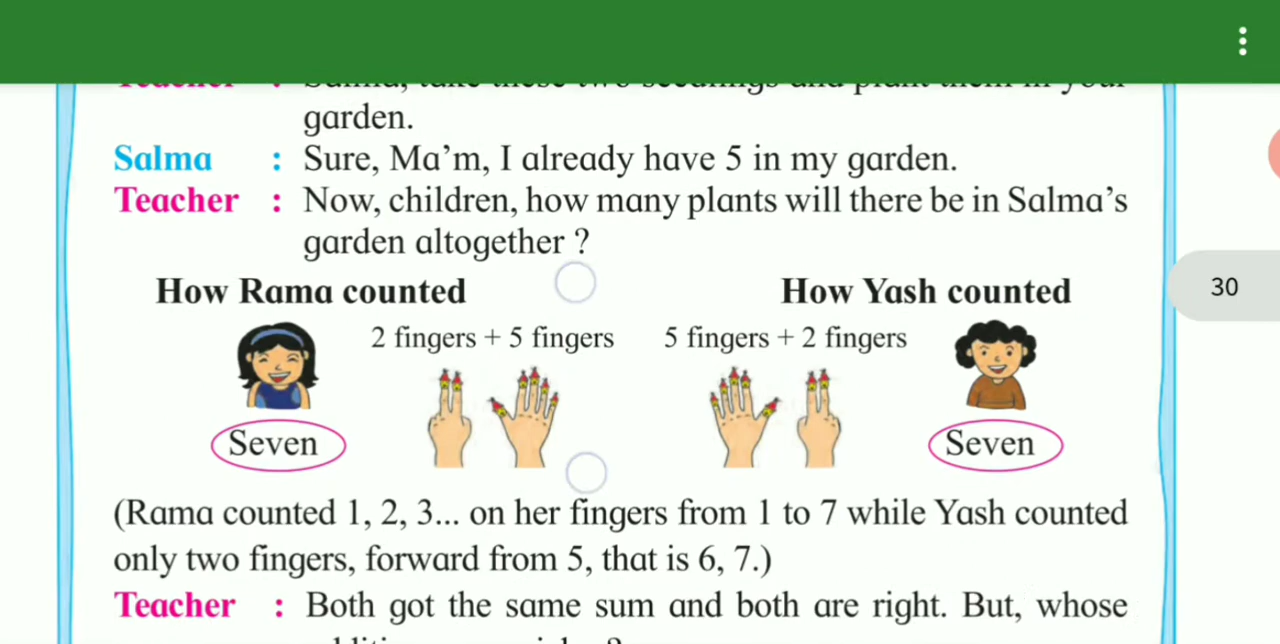 garden.
Salma : Sure, Ma’m, I already have 5 in my garden.
Teacher : Now, children, how many plants will there be in Salma’s
garden altogether ?
How Rama counted How Yash counted
2 fingers + 5 fingers 5 fingers + 2 fingers
30
Seven Seven
(Rama counted 1, 2, 3... on her fingers from 1 to 7 while Yash counted
only two fingers, forward from 5, that is 6, 7.)
Teacher : Both got the same sum and both are right. But, whose